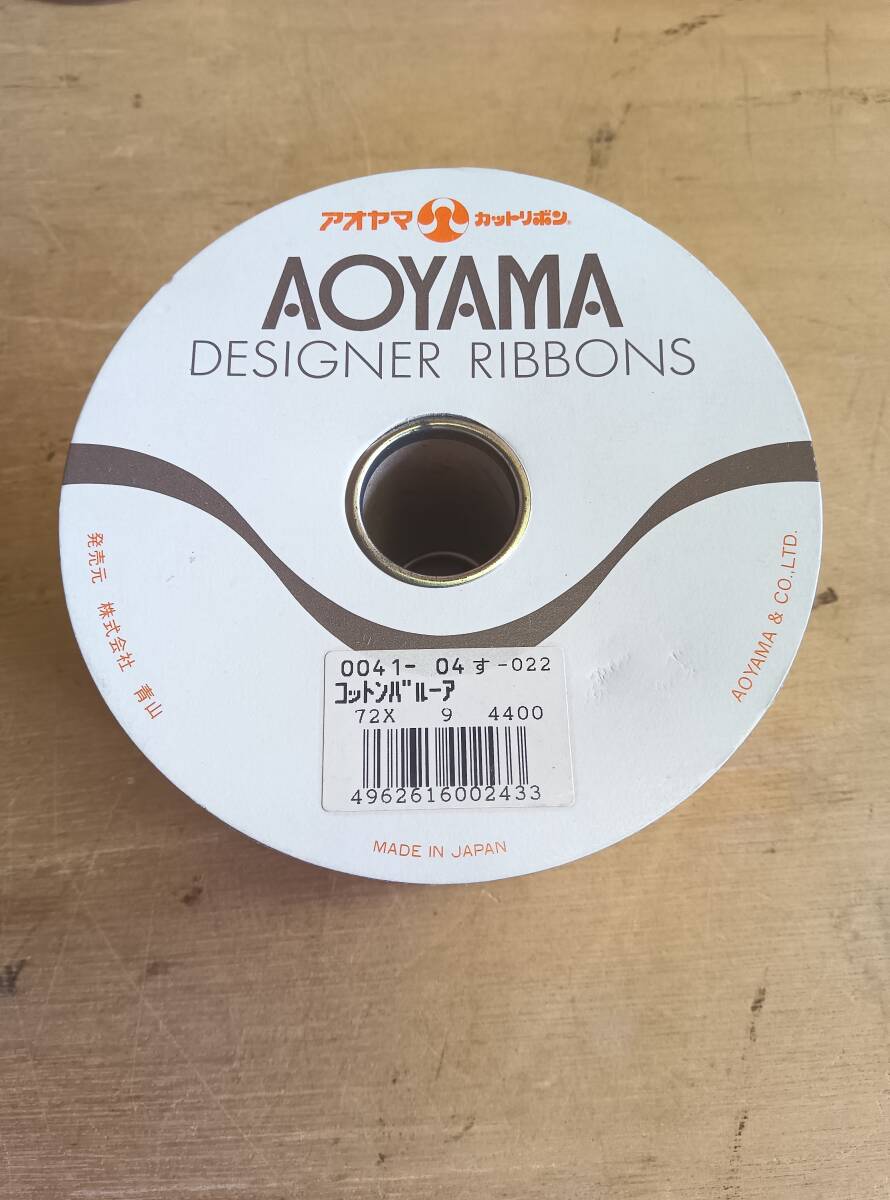 アオヤマ カットリボン®
AOYAMA
DESIGNER RIBBONS
発売元 株式会社 青山
AOYAMA & CO.,LTD.
0041- 04す-022
コットンバルーア
72X 9 4400
4962616002433
MADE IN JAPAN